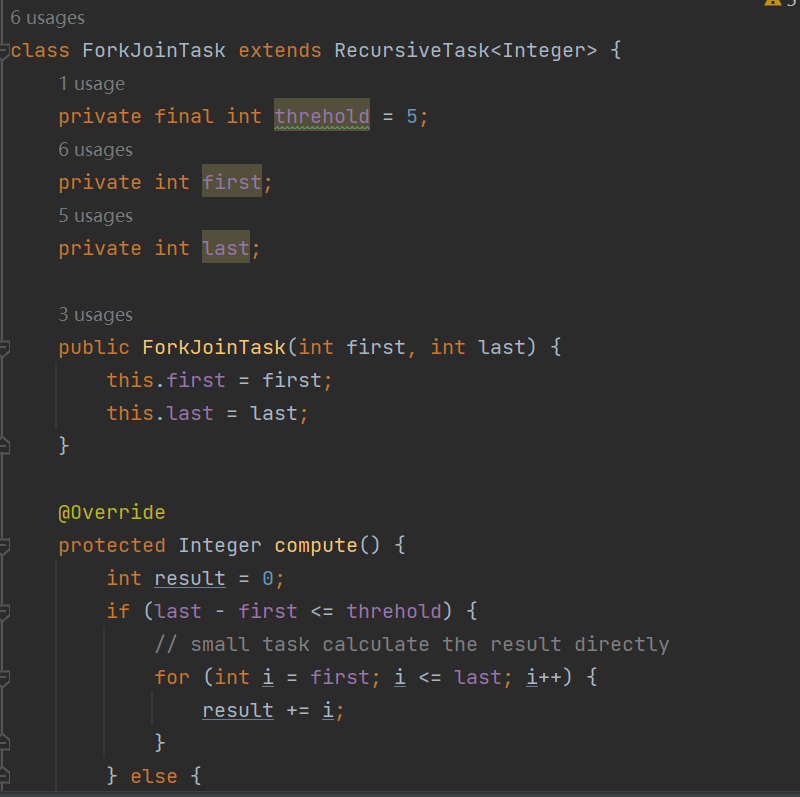 6 usages
class ForkJoinTask extends RecursiveTask<Integer> {
1 usage
private final int threhold = 5;
6 usages
private int first;
5 usages
private int last;
3 usages
public ForkJoinTask(int first, int last) {
this.first = first;
this.last = last;
}
@Override
protected Integer compute() {
int result = 0;
if (last - first <= threhold) {
// small task calculate the result directly
for (int i = first; i <= last; i++) {
result += i;
}
} else {